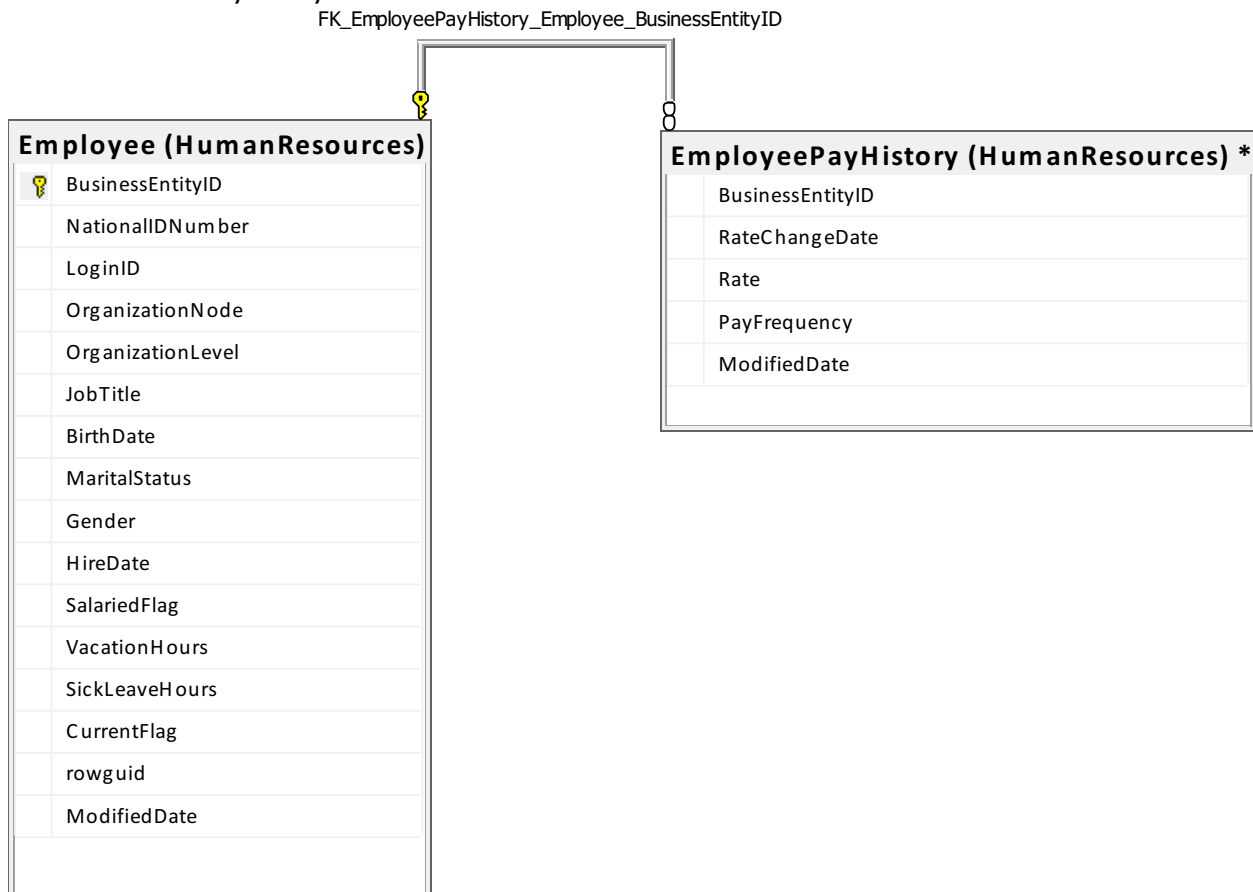 FK_EmployeePayHistory_Employee_BusinessEntityID
Employee (HumanResources)
BusinessEntityID
NationalIDNumber
LoginID
OrganizationNode
OrganizationLevel
JobTitle
BirthDate
MaritalStatus
Gender
HireDate
SalariedFlag
VacationHours
SickLeaveHours
CurrentFlag
rowguid
ModifiedDate
EmployeePayHistory (HumanResources) *
BusinessEntityID
RateChangeDate
Rate
PayFrequency
ModifiedDate